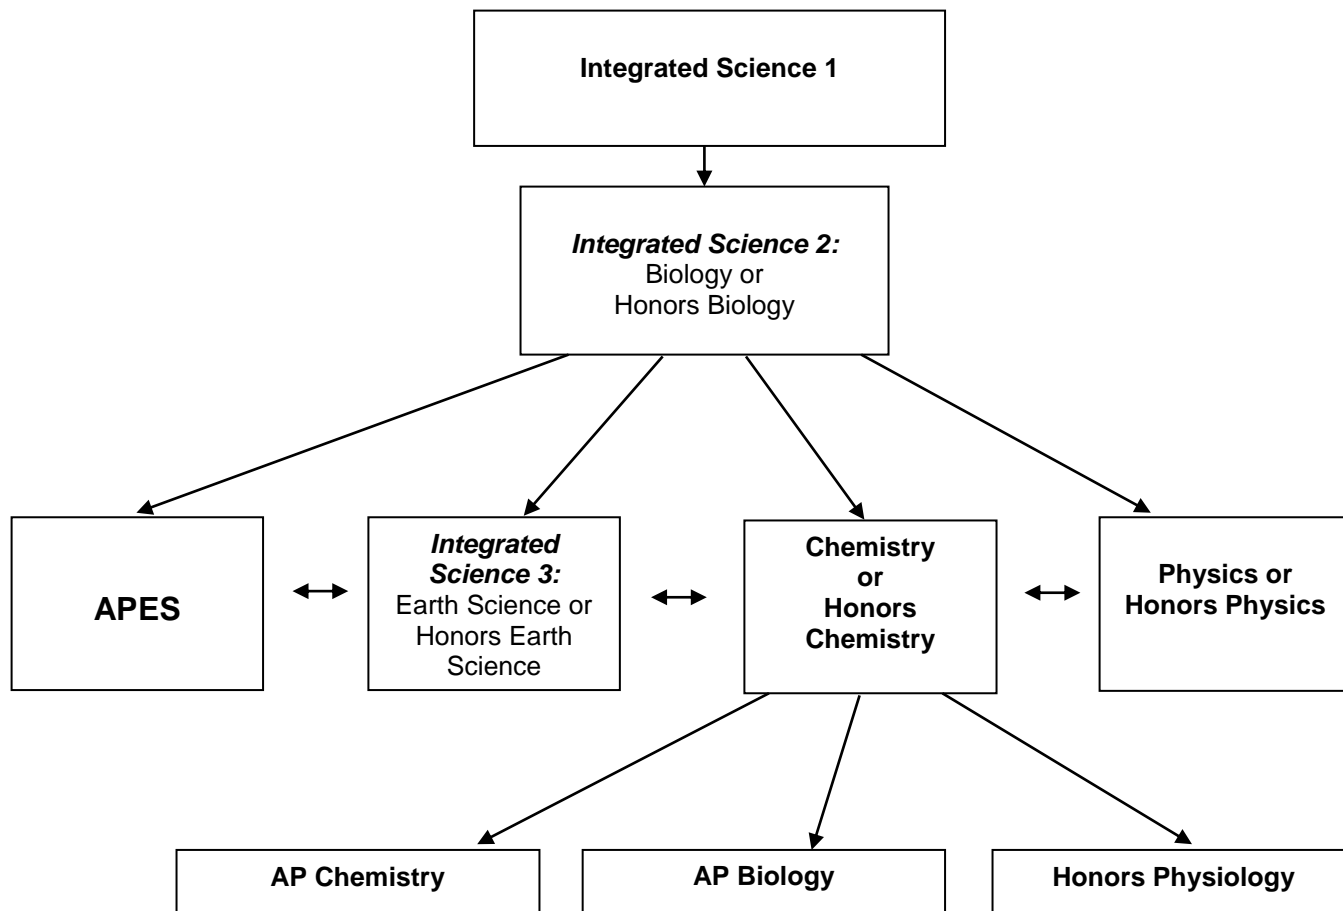 Integrated Science 1
Integrated Science 2:
Biology or
Honors Biology
APES
Integrated
Science 3:
Earth Science or
Honors Earth
Science
Chemistry
or
Honors
Chemistry
Physics or
Honors Physics
AP Chemistry
AP Biology
Honors Physiology